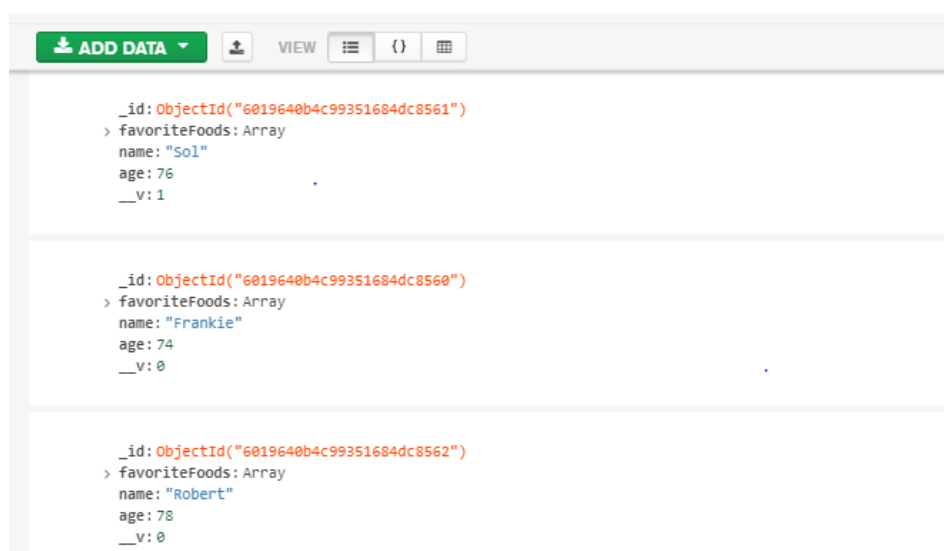 ADD DATA
VIEW
{}
_id: ObjectId("6019640b4c99351684dc8561")
> favoriteFoods: Array
name: "Sol"
age: 76
__v: 1
_id: ObjectId("6019640b4c99351684dc8560")
> favoriteFoods: Array
name: "Frankie"
age: 74
__v: 0
_id: ObjectId("6019640b4c99351684dc8562")
> favoriteFoods: Array
name: "Robert"
age: 78
__v: 0